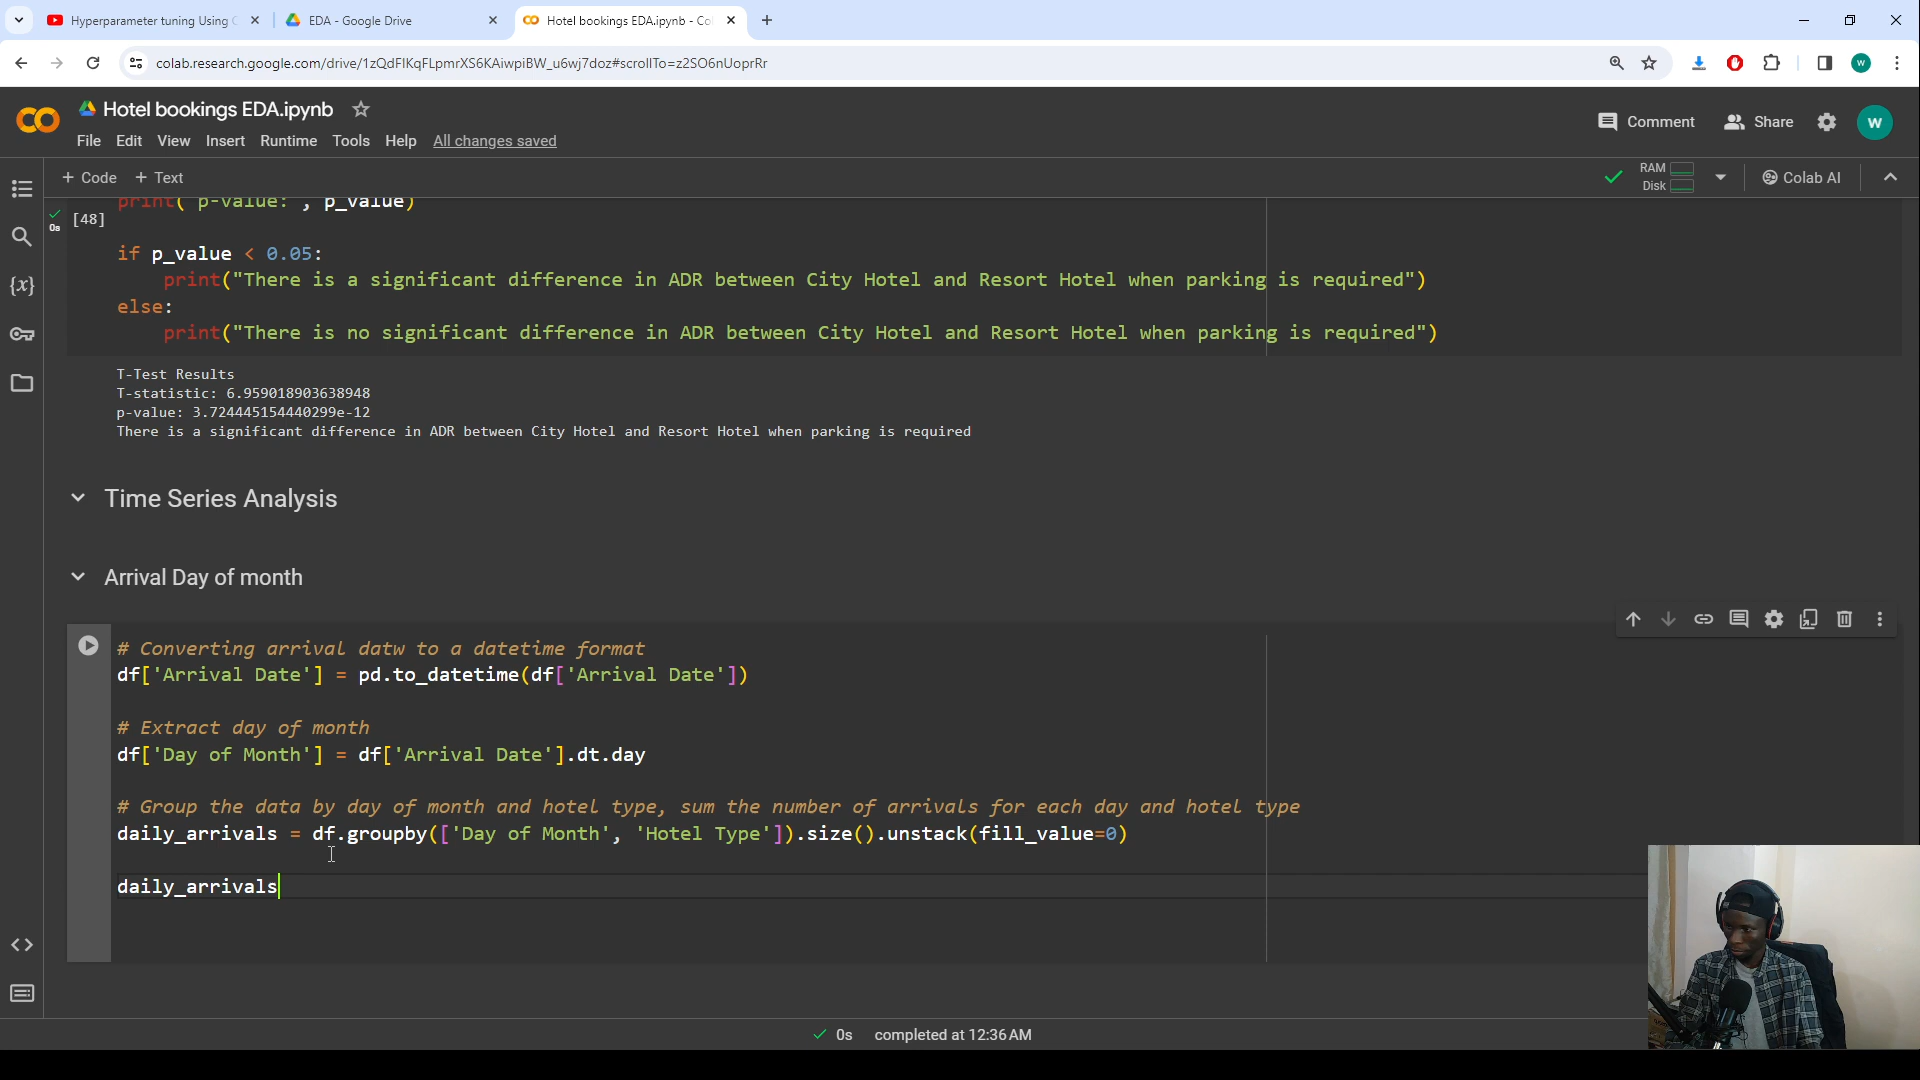 Hyperparameter tuning Using
EDA - Google Drive
Hotel bookings EDA.ipynb - Co
colab.research.google.com/drive/1zQdFIKqFLpmrXS6KAiwpiBW_u6wj7doz#scrollTo=z2SO6nUoprRr
Hotel bookings EDA.ipynb
File Edit View Insert Runtime Tools Help All changes saved
Comment
Share
W
+ Code + Text
RAM
Disk
Colab AI
print("p-value:", p_value)
0s
[48]
if p_value < 0.05:
print("There is a significant difference in ADR between City Hotel and Resort Hotel when parking is required")
else:
print("There is no significant difference in ADR between City Hotel and Resort Hotel when parking is required")
T-Test Results
T-statistic: 6.959018903638948
p-value: 3.724445154440299e-12
There is a significant difference in ADR between City Hotel and Resort Hotel when parking is required
Time Series Analysis
Arrival Day of month
# Converting arrival datw to a datetime format
df['Arrival Date'] = pd.to_datetime(df['Arrival Date'])
# Extract day of month
df['Day of Month'] = df['Arrival Date'].dt.day
# Group the data by day of month and hotel type, sum the number of arrivals for each day and hotel type
daily_arrivals = df.groupby(['Day of Month', 'Hotel Type']).size().unstack(fill_value=0)
daily_arrivals
0s completed at 12:36 AM